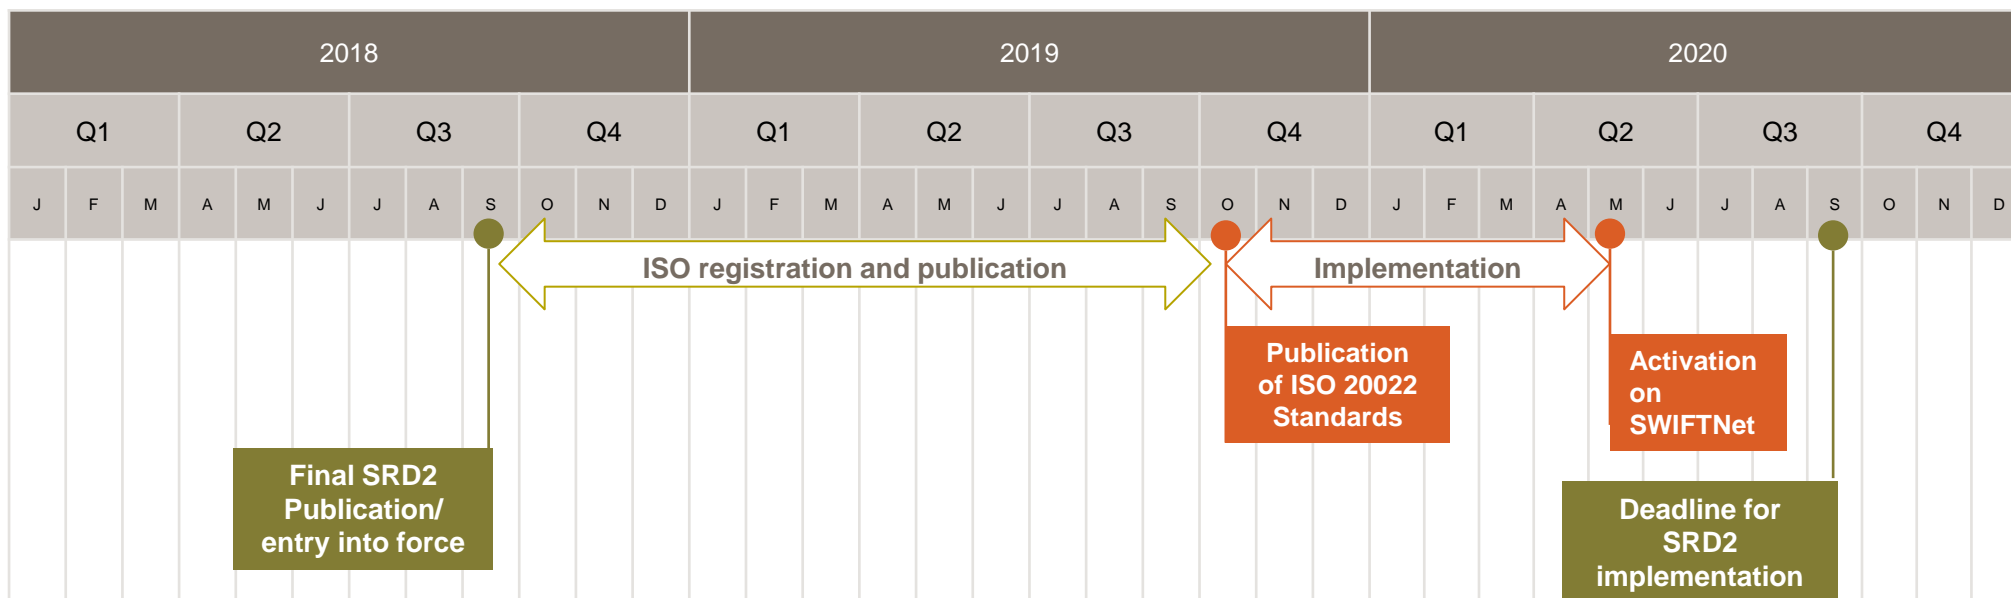 2018 2019 2020
Q1 Q2 Q3 Q4 Q1 Q2 Q3 Q4 Q1 Q2 Q3 Q4
J F M A M J J A S O N D J F M A M J J A S O N D J F M A M J J A S O N D
ISO registration and publication
Implementation
Publication
of ISO 20022
Standards
Activation
on
SWIFTNet
Final SRD2
Publication/
entry into force
Deadline for
SRD2
implementation